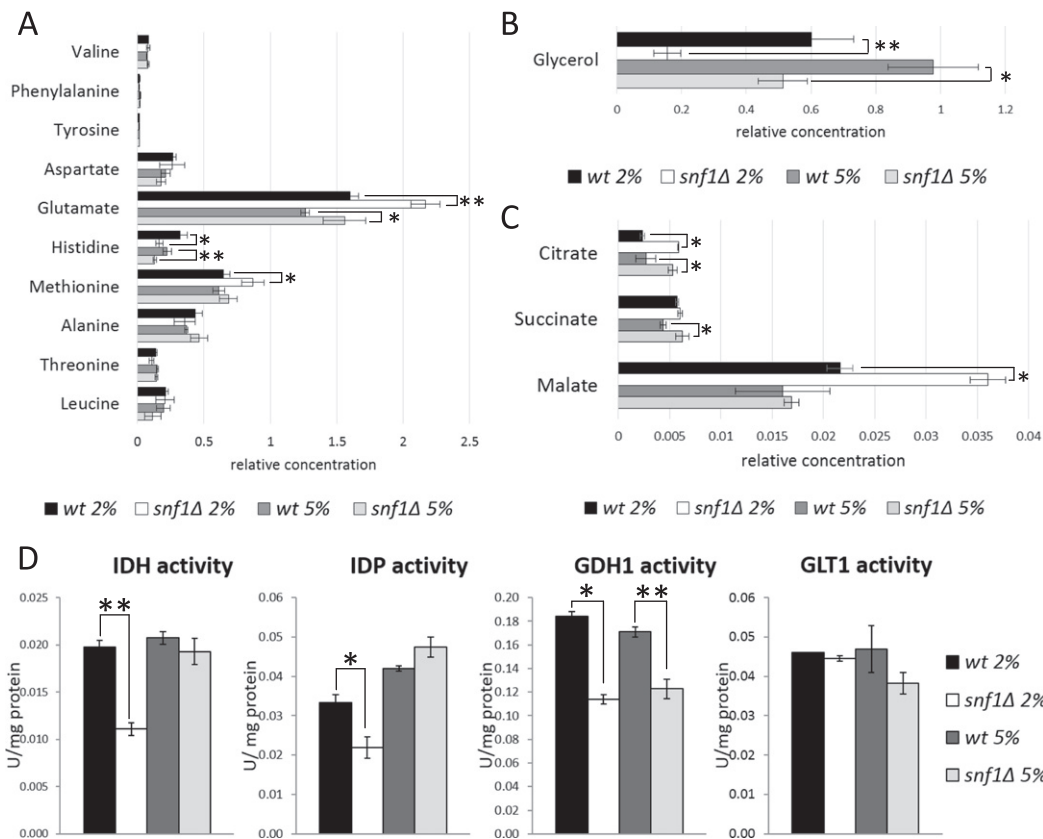 A
Valine
Phenylalanine
Tyrosine
Aspartate
Glutamate
**
*
Histidine
*
**
Methionine
*
Alanine
Threonine
Leucine
0 0.5 1 1.5 2 2.5
relative concentration
wt 2% snf1Δ 2% wt 5% snf1Δ 5%
B
Glycerol
**
*
0 0.2 0.4 0.6 0.8 1 1.2
relative concentration
wt 2% snf1Δ 2% wt 5% snf1Δ 5%
C
Citrate
*
*
Succinate
*
Malate
*
0 0.005 0.01 0.015 0.02 0.025 0.03 0.035 0.04
relative concentration
wt 2% snf1Δ 2% wt 5% snf1Δ 5%
D
IDH activity
U/mg protein
0.025
0.020
0.015
0.010
0.005
0.000
**
IDP activity
U/mg protein
0.06
0.05
0.04
0.03
0.02
0.01
0.00
*
GDH1 activity
U/mg protein
0.20
0.18
0.16
0.14
0.12
0.10
0.08
0.06
0.04
0.02
0.00
*
**
GLT1 activity
U/mg protein
0.06
0.05
0.04
0.03
0.02
0.01
0.00
wt 2%
snf1Δ 2%
wt 5%
snf1Δ 5%